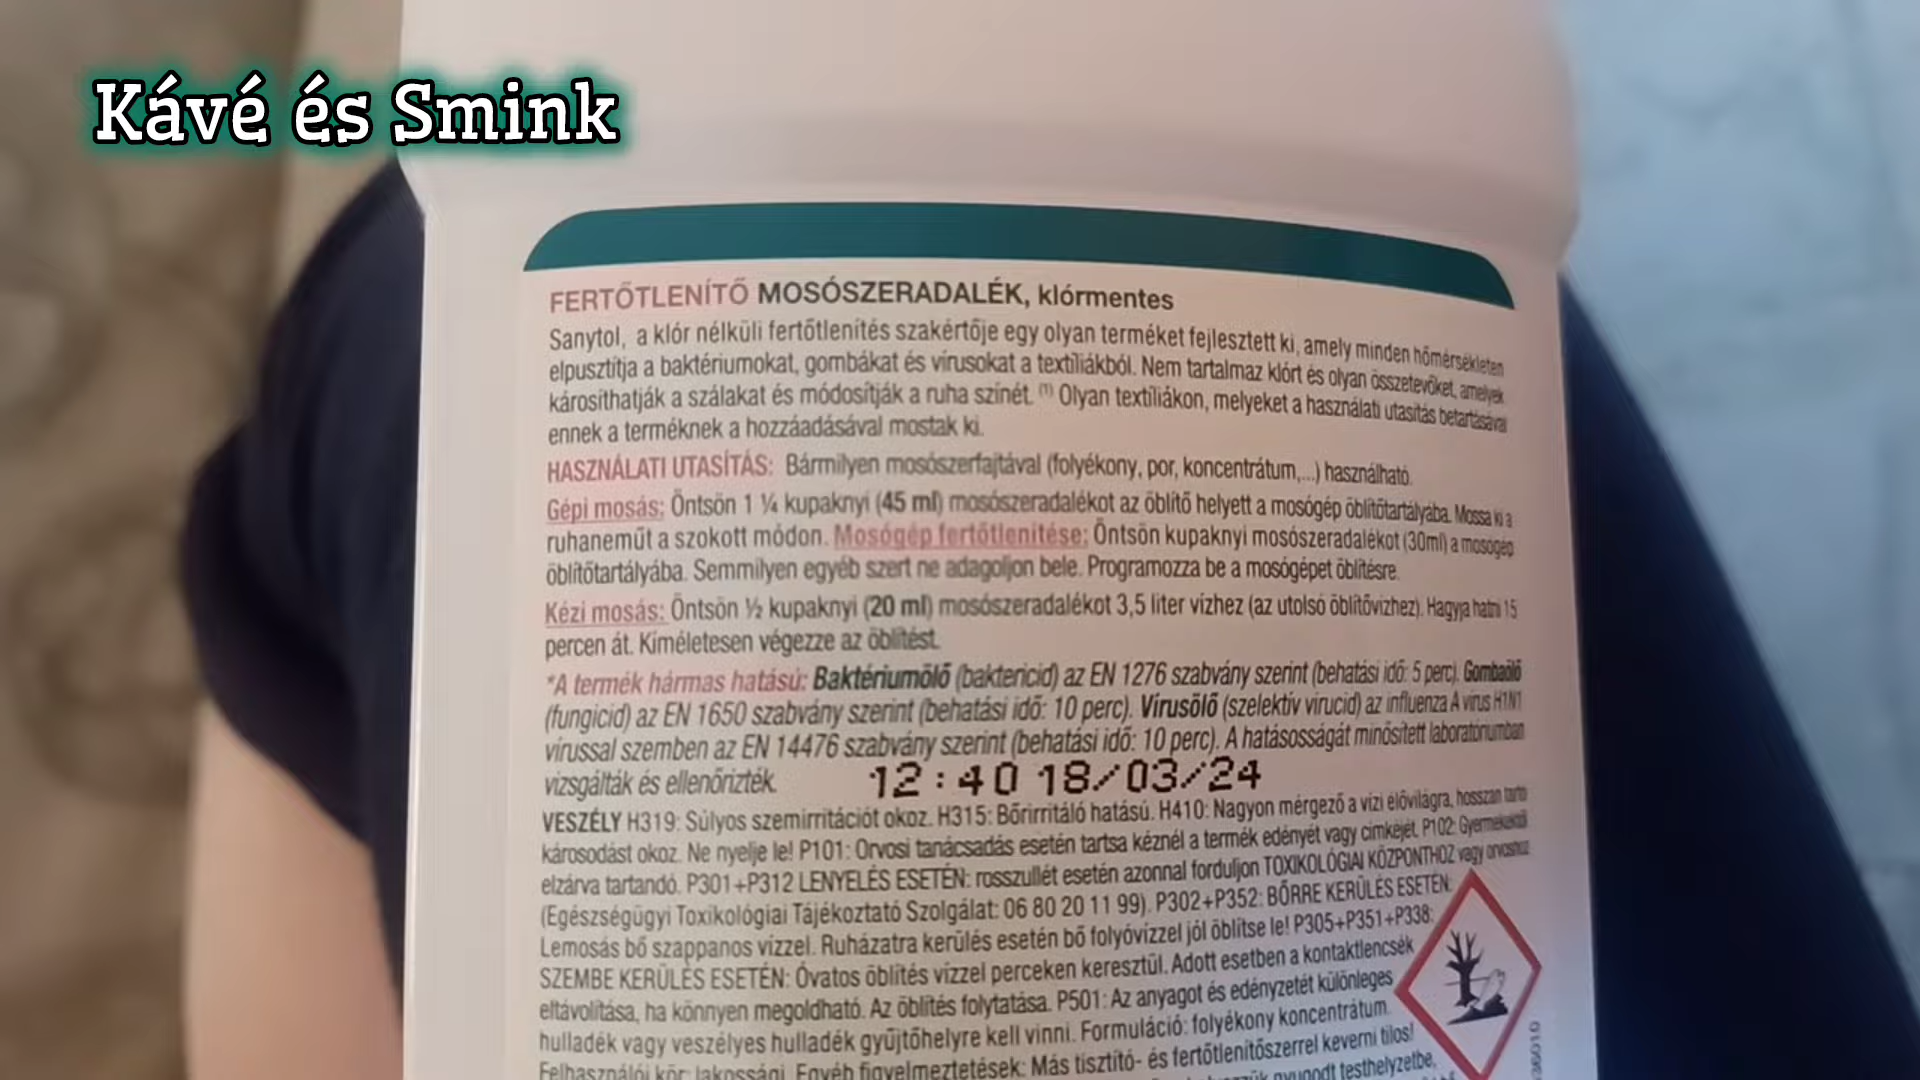 Kávé és Smink
FERTŐTLENÍTŐ MOSÓSZERADALÉK, klórmentes
Sanytol, a klór nélküli fertőtlenítés szakértője egy olyan terméket fejlesztett ki, amely minden hőmérsékleten
elpusztítja a baktériumokat, gombákat és vírusokat a textíliákból. Nem tartalmaz klórt és olyan összetevőket, amelyek
károsíthatják a szálakat és módosítják a ruha színét. (1) Olyan textíliákon, melyeket a használati utasítás betartásával
ennek a terméknek a hozzáadásával mostak ki.
HASZNÁLATI UTASÍTÁS: Bármilyen mosószerfajtával (folyékony, por, koncentrátum,...) használható.
Gépi mosás: Öntsön 1 ¼ kupaknyi (45 ml) mosószeradalékot az öblítő helyett a mosógép öblítőtartályába. Mossa ki a
ruhaneműt a szokott módon. Mosógép fertőtlenítése: Öntsön kupaknyi mosószeradalékot (30ml) a mosógép
öblítőtartályába. Semmilyen egyéb szert ne adagoljon bele. Programozza be a mosógépet öblítésre.
Kézi mosás: Öntsön ½ kupaknyi (20 ml) mosószeradalékot 3,5 liter vízhez (az utolsó öblítővízhez). Hagyja hatni 15
percen át. Kíméletesen végezze az öblítést.
*A termék hármas hatású: Baktériumölő (baktericid) az EN 1276 szabvány szerint (behatási idő: 5 perc). Gombaölő
(fungicid) az EN 1650 szabvány szerint (behatási idő: 10 perc). Vírusölő (szelektív virucid) az influenza A vírus H1N1
vírussal szemben az EN 14476 szabvány szerint (behatási idő: 10 perc). A hatásosságát minősített laboratóriumban
vizsgálták és ellenőrizték.
12:40 18/03/24
VESZÉLY H319: Súlyos szemirritációt okoz. H315: Bőrirritáló hatású. H410: Nagyon mérgező a vízi élővilágra, hosszan tartó
károsodást okoz. Ne nyelje le! P101: Orvosi tanácsadás esetén tartsa kéznél a termék edényét vagy címkéjét. P102: Gyermekektől
elzárva tartandó. P301+P312 LENYELÉS ESETÉN: rosszullét esetén azonnal forduljon TOXIKOLÓGIAI KÖZPONTHOZ vagy orvoshoz
(Egészségügyi Toxikológiai Tájékoztató Szolgálat: 06 80 20 11 99). P302+P352: BŐRRE KERÜLÉS ESETÉN:
Lemosás bő szappanos vízzel. Ruházatra kerülés esetén bő folyóvízzel jól öblítse le! P305+P351+P338:
SZEMBE KERÜLÉS ESETÉN: Óvatos öblítés vízzel perceken keresztül. Adott esetben a kontaktlencsék
eltávolítása, ha könnyen megoldható. Az öblítés folytatása. P501: Az anyagot és edényzetét különleges
hulladék vagy veszélyes hulladék gyűjtőhelyre kell vinni. Formuláció: folyékony koncentrátum.
Felhasználói kör: lakossági. Egyéb figyelmeztetések: Más tisztító- és fertőtlenítőszerrel keverni tilos!
nyugodt testhelyzetbe,